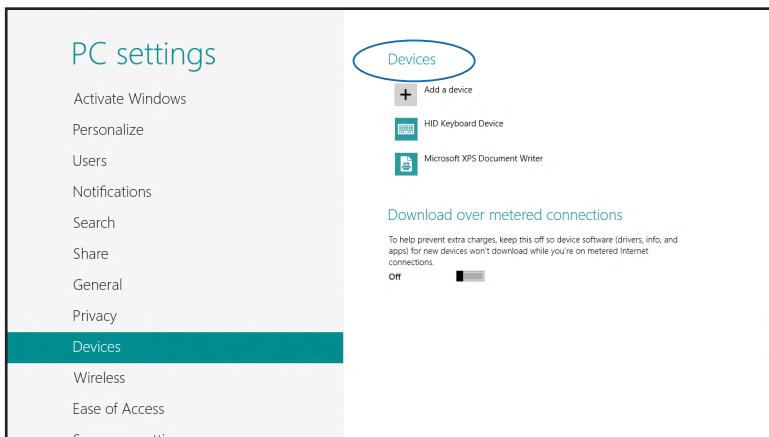 PC settings
Activate Windows
Personalize
Users
Notifications
Search
Share
General
Privacy
Devices
Wireless
Ease of Access
Devices
Add a device
HID Keyboard Device
Microsoft XPS Document Writer
Download over metered connections
To help prevent extra charges, keep this off so device software (drivers, info, and
apps) for new devices won't download while you're on metered Internet
connections.
Off